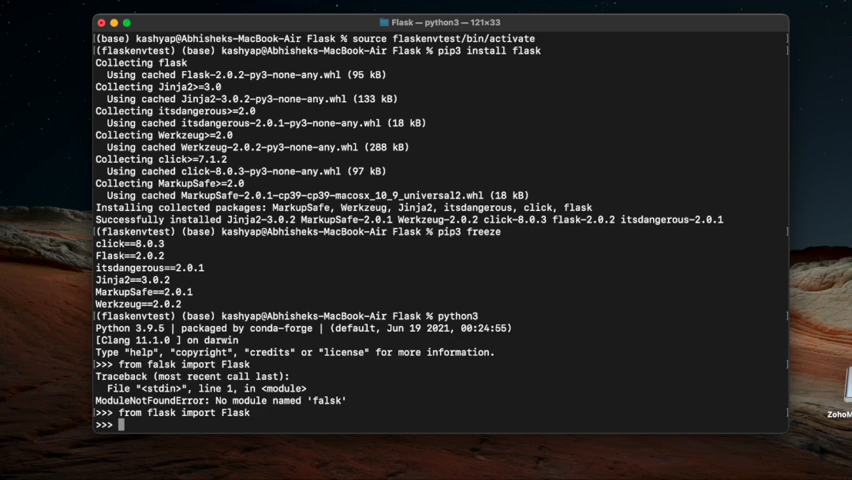 Flask — python3 — 121×33
(base) kashyap@Abhisheks-MacBook-Air Flask % source flaskenvtest/bin/activate
(flaskenvtest) (base) kashyap@Abhisheks-MacBook-Air Flask % pip3 install flask
Collecting flask
  Using cached Flask-2.0.2-py3-none-any.whl (95 kB)
Collecting Jinja2>=3.0
  Using cached Jinja2-3.0.2-py3-none-any.whl (133 kB)
Collecting itsdangerous>=2.0
  Using cached itsdangerous-2.0.1-py3-none-any.whl (18 kB)
Collecting Werkzeug>=2.0
  Using cached Werkzeug-2.0.2-py3-none-any.whl (288 kB)
Collecting click>=7.1.2
  Using cached click-8.0.3-py3-none-any.whl (97 kB)
Collecting MarkupSafe>=2.0
  Using cached MarkupSafe-2.0.1-cp39-cp39-macosx_10_9_universal2.whl (18 kB)
Installing collected packages: MarkupSafe, Werkzeug, Jinja2, itsdangerous, click, flask
Successfully installed Jinja2-3.0.2 MarkupSafe-2.0.1 Werkzeug-2.0.2 click-8.0.3 flask-2.0.2 itsdangerous-2.0.1
(flaskenvtest) (base) kashyap@Abhisheks-MacBook-Air Flask % pip3 freeze
click==8.0.3
Flask==2.0.2
itsdangerous==2.0.1
Jinja2==3.0.2
MarkupSafe==2.0.1
Werkzeug==2.0.2
(flaskenvtest) (base) kashyap@Abhisheks-MacBook-Air Flask % python3
Python 3.9.5 | packaged by conda-forge | (default, Jun 19 2021, 00:24:55)
[Clang 11.1.0 ] on darwin
Type "help", "copyright", "credits" or "license" for more information.
>>> from falsk import Flask
Traceback (most recent call last):
  File "<stdin>", line 1, in <module>
ModuleNotFoundError: No module named 'falsk'
>>> from flask import Flask
>>>